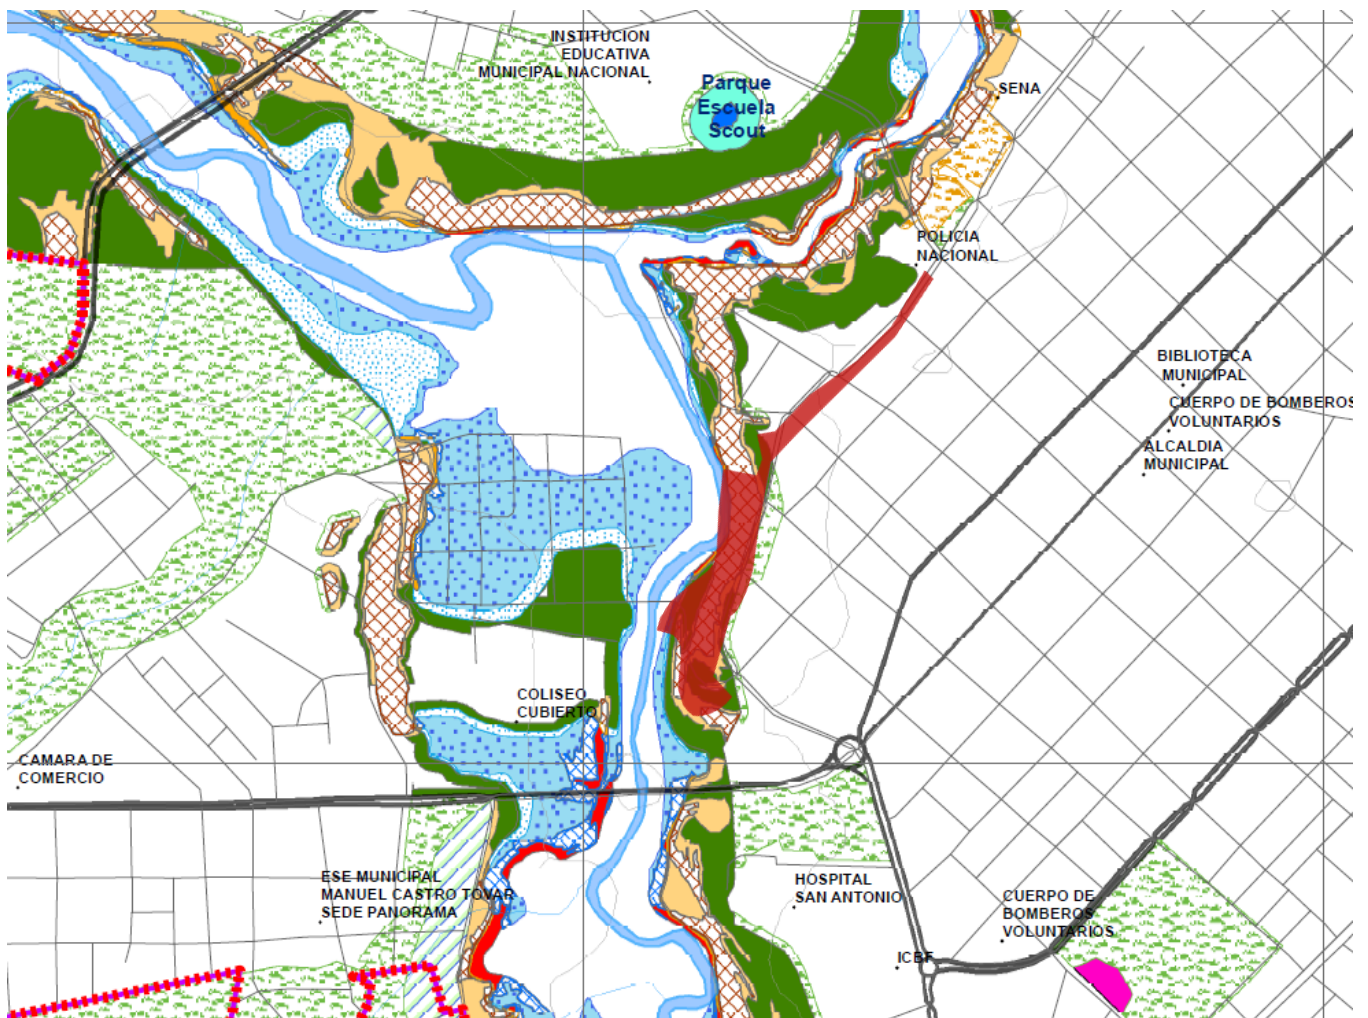 INSTITUCION
EDUCATIVA
MUNICIPAL NACIONAL
Parque
Escuela
Scout
SENA
POLICIA
NACIONAL
BIBLIOTECA
MUNICIPAL
CUERPO DE BOMBEROS
VOLUNTARIOS
ALCALDIA
MUNICIPAL
COLISEO
CUBIERTO
CAMARA DE
COMERCIO
ESE MUNICIPAL
MANUEL CASTRO TOVAR
SEDE PANORAMA
HOSPITAL
SAN ANTONIO
CUERPO DE
BOMBEROS
VOLUNTARIOS
ICBF